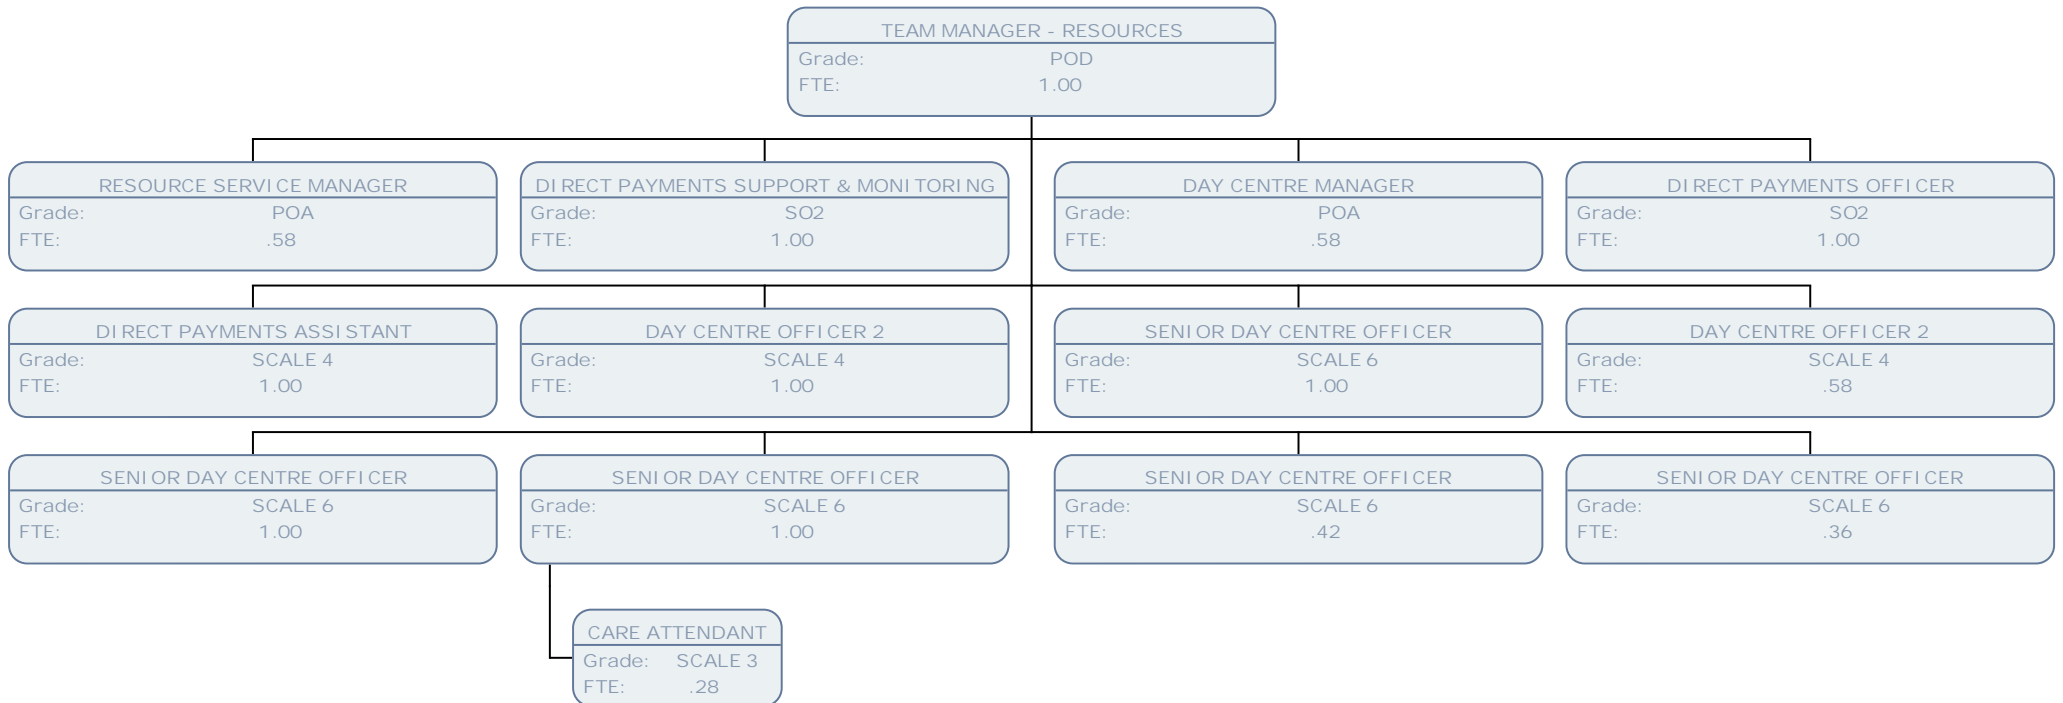 TEAM MANAGER - RESOURCES
Grade: POD
FTE: 1.00
RESOURCE SERVICE MANAGER
Grade: POA
FTE: .58
DIRECT PAYMENTS SUPPORT & MONITORING
Grade: SO2
FTE: 1.00
DAY CENTRE MANAGER
Grade: POA
FTE: .58
DIRECT PAYMENTS OFFICER
Grade: SO2
FTE: 1.00
DIRECT PAYMENTS ASSISTANT
Grade: SCALE 4
FTE: 1.00
DAY CENTRE OFFICER 2
Grade: SCALE 4
FTE: 1.00
SENIOR DAY CENTRE OFFICER
Grade: SCALE 6
FTE: 1.00
DAY CENTRE OFFICER 2
Grade: SCALE 4
FTE: .58
SENIOR DAY CENTRE OFFICER
Grade: SCALE 6
FTE: 1.00
SENIOR DAY CENTRE OFFICER
Grade: SCALE 6
FTE: 1.00
SENIOR DAY CENTRE OFFICER
Grade: SCALE 6
FTE: .42
SENIOR DAY CENTRE OFFICER
Grade: SCALE 6
FTE: .36
CARE ATTENDANT
Grade: SCALE 3
FTE: .28